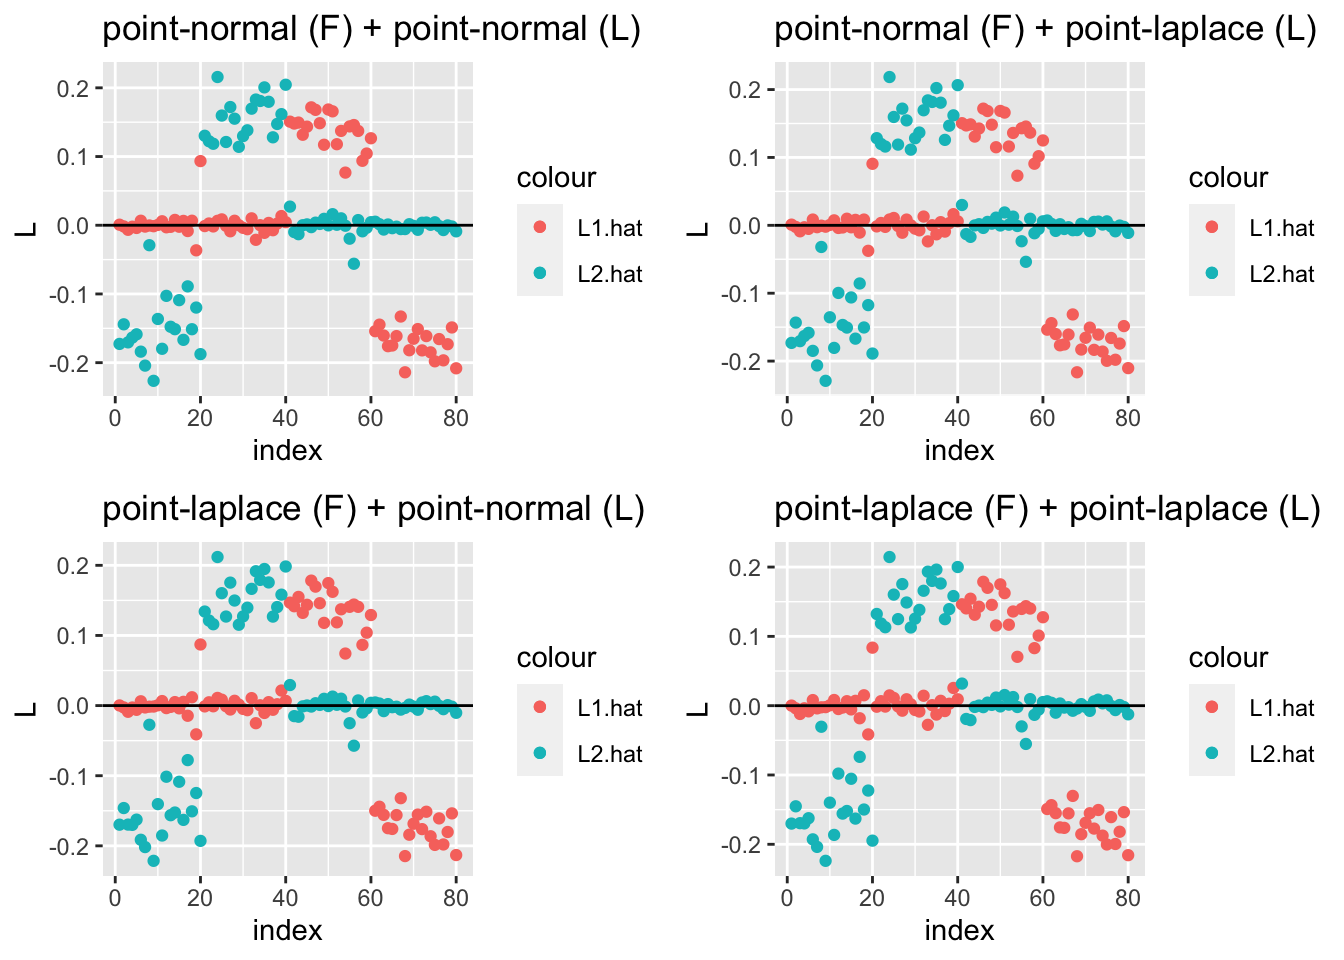 point-normal (F) + point-normal (L)
0.2
0.1
0.0
-0.1
-0.2
L
0 20 40 60 80
index
colour
L1.hat
L2.hat
point-normal (F) + point-laplace (L)
0.2
0.1
0.0
-0.1
-0.2
L
0 20 40 60 80
index
colour
L1.hat
L2.hat
point-laplace (F) + point-normal (L)
0.2
0.1
0.0
-0.1
-0.2
L
0 20 40 60 80
index
colour
L1.hat
L2.hat
point-laplace (F) + point-laplace (L)
0.2
0.1
0.0
-0.1
-0.2
L
0 20 40 60 80
index
colour
L1.hat
L2.hat